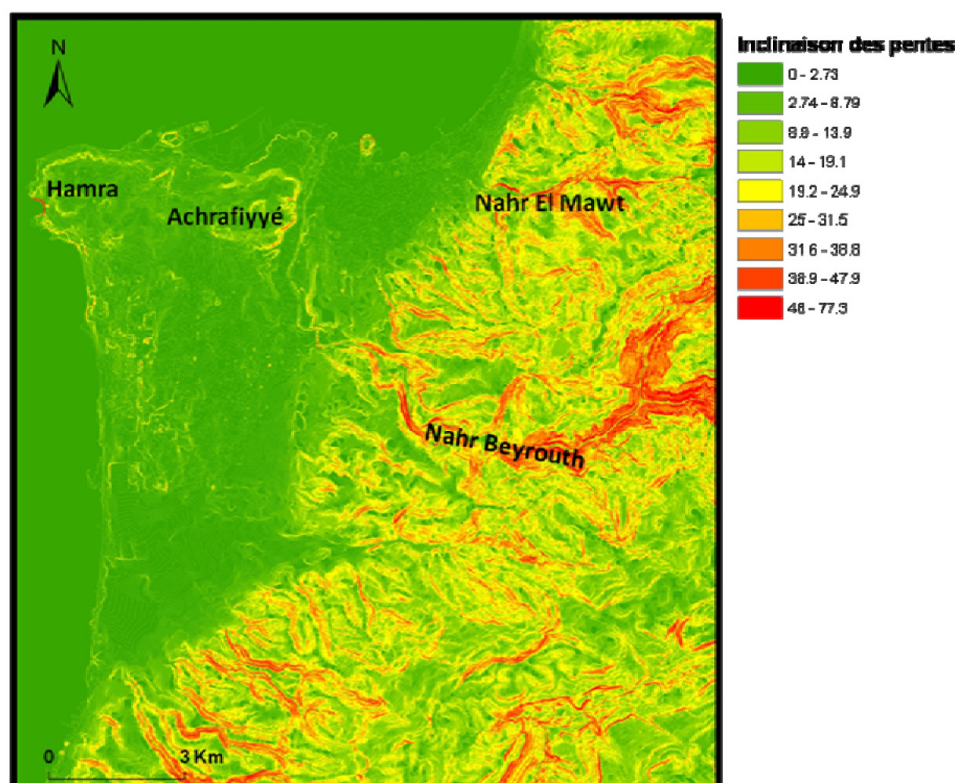 N
Hamra
Achrafiyyé
Nahr El Mawt
Nahr Beyrouth
0 3 Km
Inclinaison des pentes
0 - 2.73
2.74 - 8.79
8.8 - 13.9
14 - 19.1
19.2 - 24.9
25 - 31.5
31.6 - 38.8
38.9 - 47.9
48 - 77.3